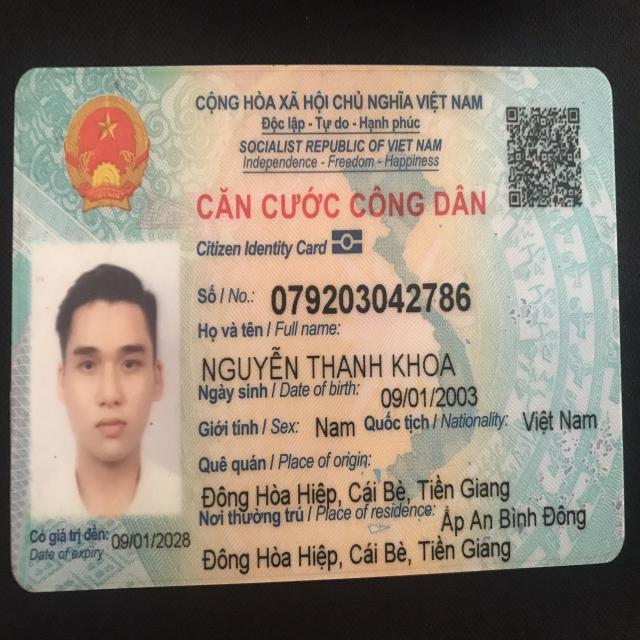 CỘNG HÒA XÃ HỘI CHỦ NGHĨA VIỆT NAM
Độc lập - Tự do - Hạnh phúc
SOCIALIST REPUBLIC OF VIET NAM
Independence - Freedom - Happiness
CĂN CƯỚC CÔNG DÂN
Citizen Identity Card
Số / No.: 079203042786
Họ và tên / Full name:
NGUYỄN THANH KHOA
Ngày sinh / Date of birth: 09/01/2003
Giới tính / Sex: Nam Quốc tịch / Nationality: Việt Nam
Quê quán / Place of origin:
Đông Hòa Hiệp, Cái Bè, Tiền Giang
Nơi thường trú / Place of residence: Ấp An Bình Đông
Đông Hòa Hiệp, Cái Bè, Tiền Giang
Có giá trị đến: 09/01/2028
Date of expiry